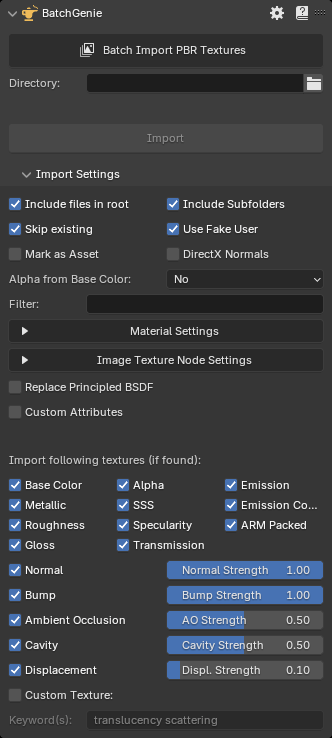 BatchGenie
Batch Import PBR Textures
Directory:
Import
Import Settings
Include files in root Include Subfolders
Skip existing Use Fake User
Mark as Asset DirectX Normals
Alpha from Base Color: No
Filter:
Material Settings
Image Texture Node Settings
Replace Principled BSDF
Custom Attributes
Import following textures (if found):
Base Color Alpha Emission
Metallic SSS Emission Co...
Roughness Specularity ARM Packed
Gloss Transmission
Normal Normal Strength 1.00
Bump Bump Strength 1.00
Ambient Occlusion AO Strength 0.50
Cavity Cavity Strength 0.50
Displacement Displ. Strength 0.10
Custom Texture:
Keyword(s): translucency scattering